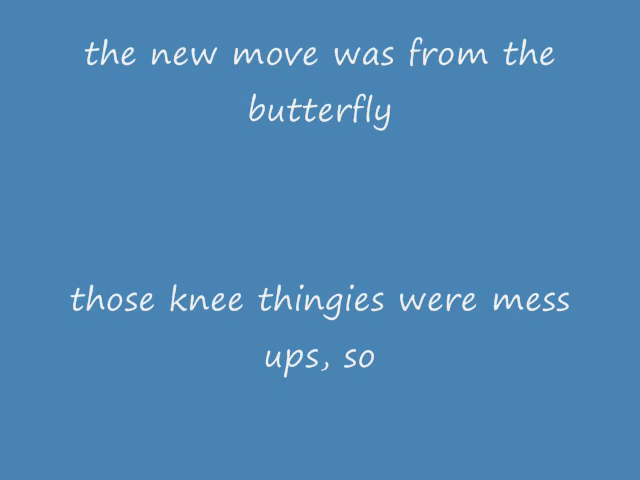 the new move was from the
butterfly
those knee thingies were mess
ups, so